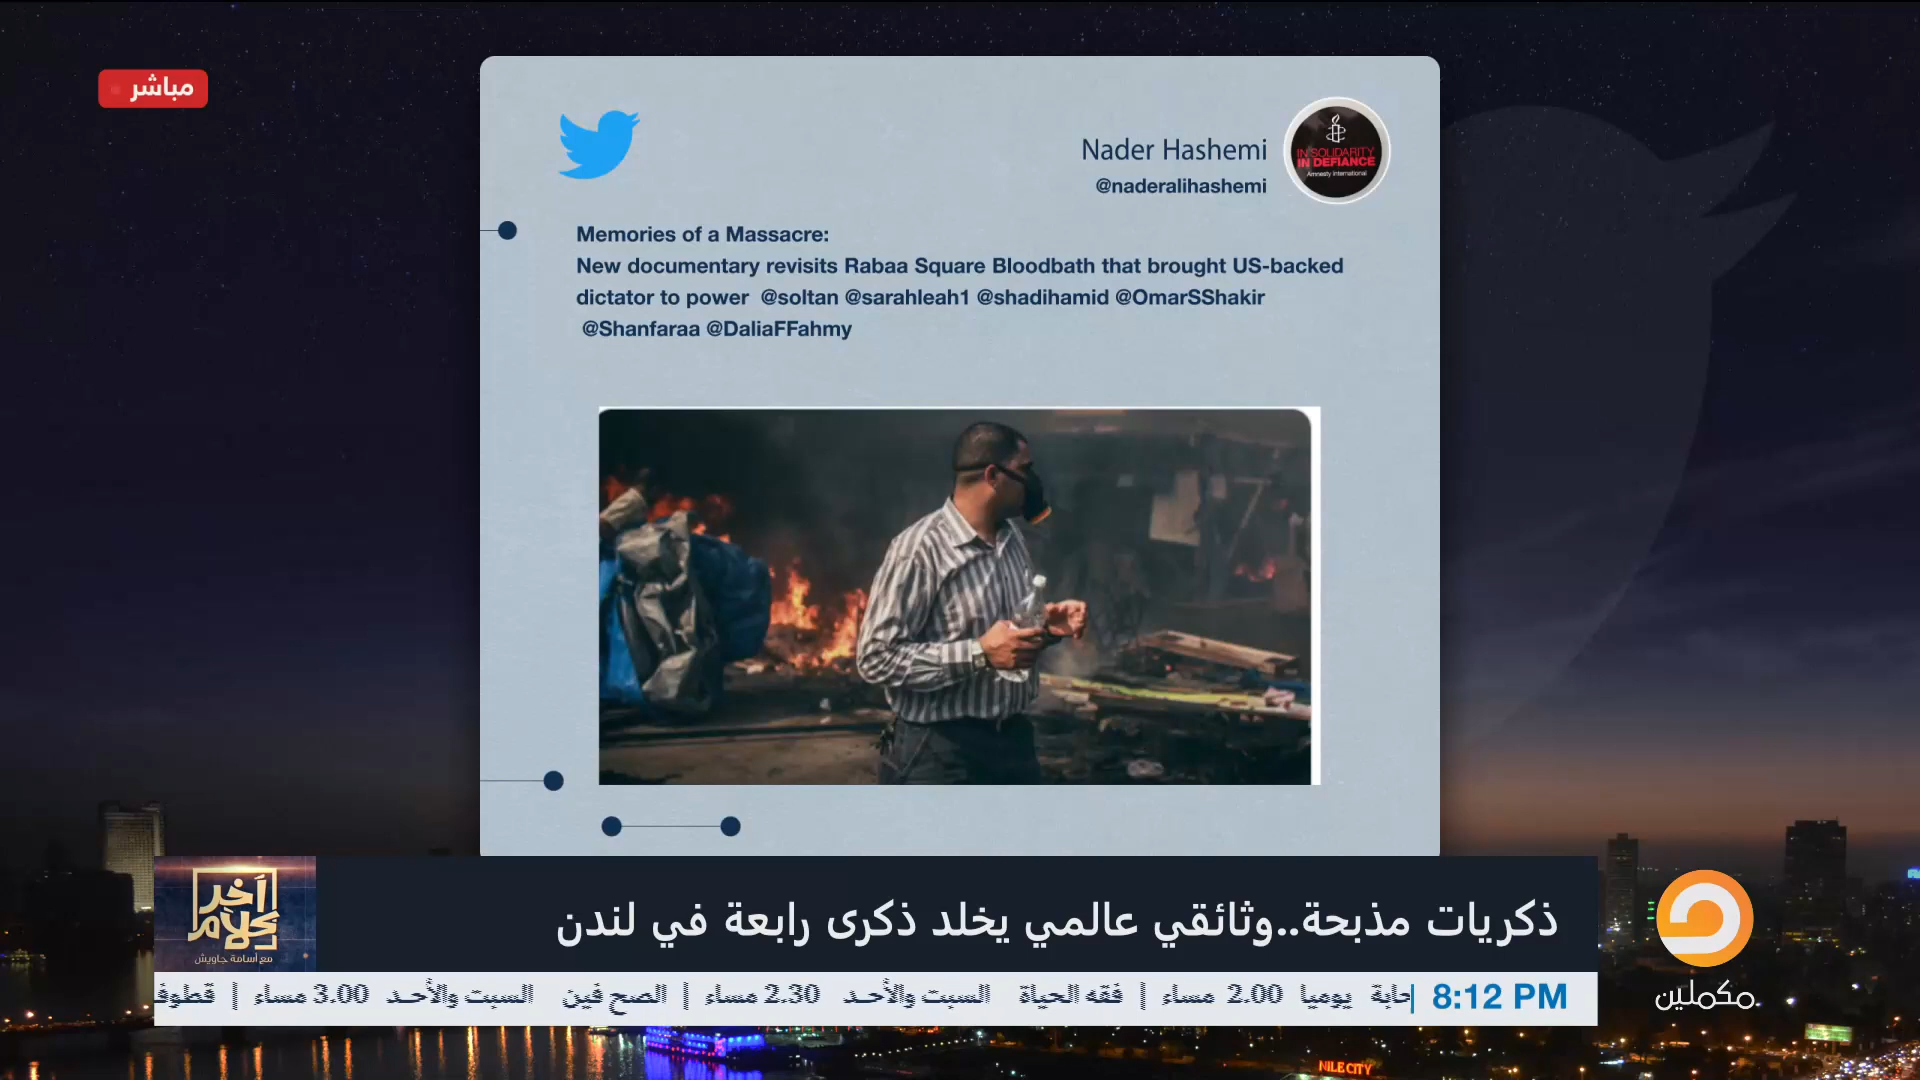 مباشر
Nader Hashemi
@naderalihashemi
IN SOLIDARITY
IN DEFIANCE
Amnesty International
Memories of a Massacre:
New documentary revisits Rabaa Square Bloodbath that brought US-backed
dictator to power @soltan @sarahleah1 @shadihamid @OmarSShakir
@Shanfaraa @DaliaFFahmy
ذكريات مذبحة..وثائقي عالمي يخلد ذكرى رابعة في لندن
آخر
كلام
مع أسامة جاويش
8:12 PM
حابة يوميا 2.00 مساء | فقه الحياة السبت والأحد 2.30 مساء | الصح فين السبت والأحد 3.00 مساء | قطوف
مكملين
NILE CITY